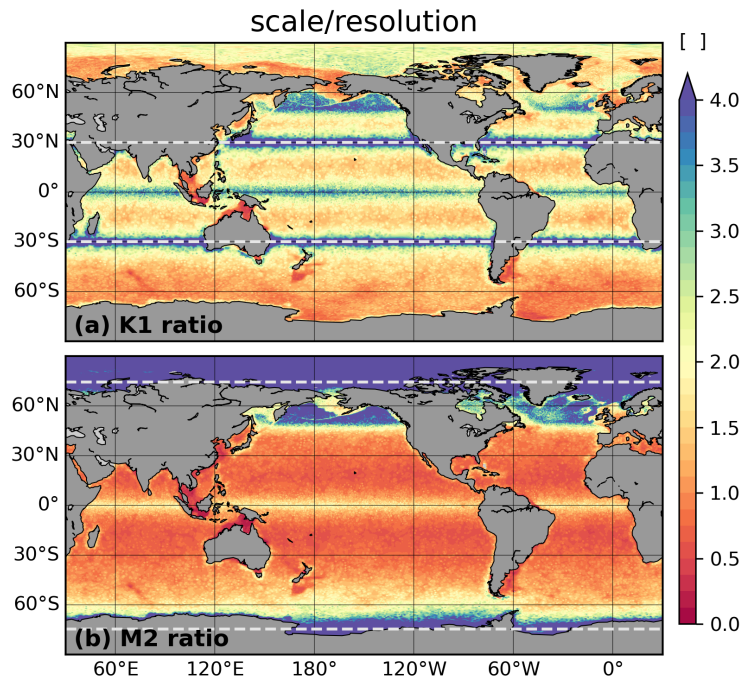 scale/resolution
[ ]
60°N
30°N
0°
30°S
60°S
(a) K1 ratio
4.0
3.5
3.0
2.5
2.0
1.5
1.0
0.5
0.0
60°N
30°N
0°
30°S
60°S
(b) M2 ratio
60°E 120°E 180° 120°W 60°W 0°